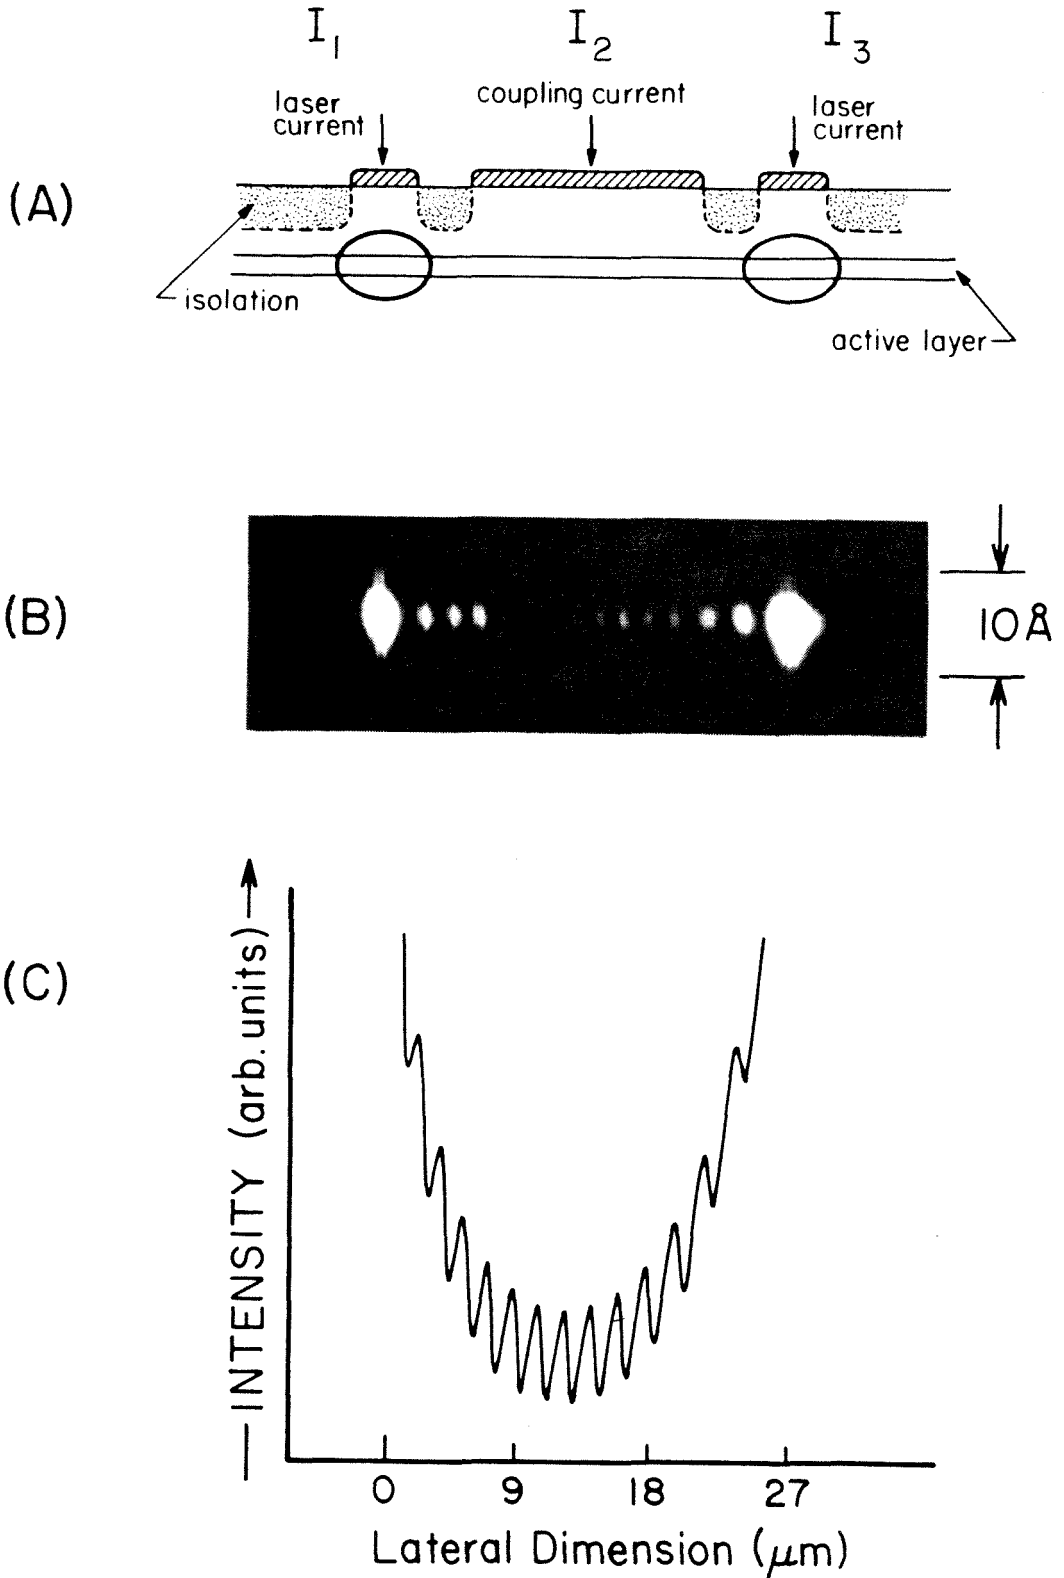 I₁ I₂ I₃
laser current
coupling current
laser current
(A)
isolation
active layer
(B)
10 Å
(C)
INTENSITY (arb. units)
0 9 18 27
Lateral Dimension (μm)